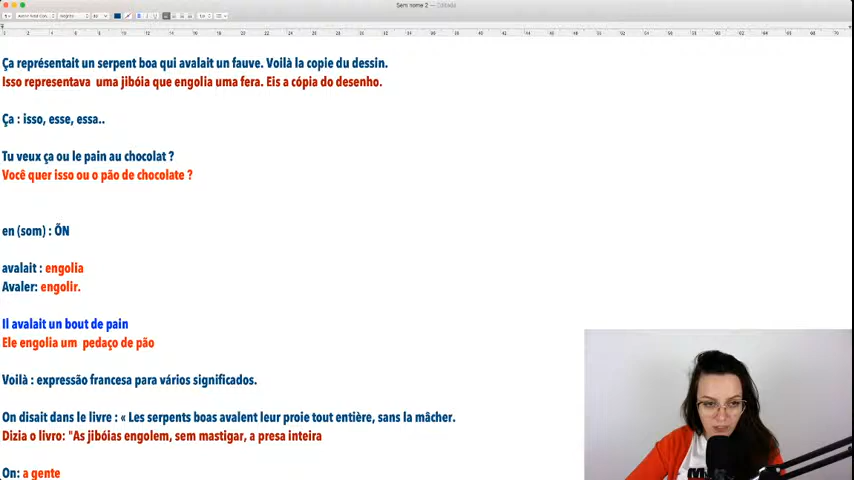 Sem nome 2 — Editada
Ça représentait un serpent boa qui avalait un fauve. Voilà la copie du dessin.
Isso representava  uma jibóia que engolia uma fera. Eis a cópia do desenho.
Ça : isso, esse, essa..
Tu veux ça ou le pain au chocolat ?
Você quer isso ou o pão de chocolate ?
en (som) : ÕN
avalait : engolia
Avaler: engolir.
Il avalait un bout de pain
Ele engolia um  pedaço de pão
Voilà : expressão francesa para vários significados.
On disait dans le livre : « Les serpents boas avalent leur proie tout entière, sans la mâcher.
Dizia o livro: "As jibóias engolem, sem mastigar, a presa inteira
On: a gente